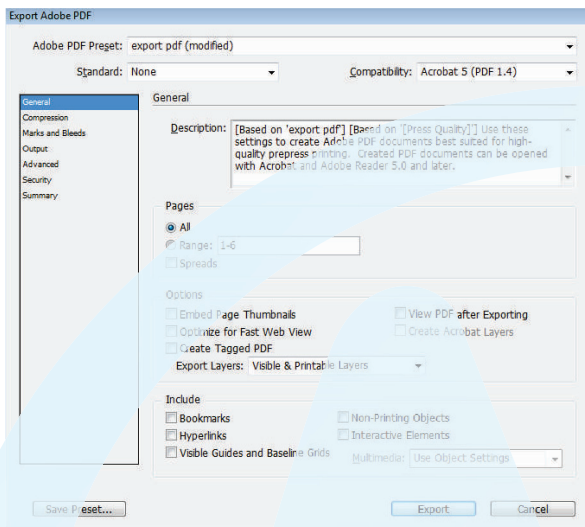 Export Adobe PDF
Adobe PDF Preset: export pdf (modified)
Standard: None
Compatibility: Acrobat 5 (PDF 1.4)
General
Compression
Marks and Bleeds
Output
Advanced
Security
Summary
General
Description: [Based on 'export pdf'] [Based on '[Press Quality]'] Use these
settings to create Adobe PDF documents best suited for high-
quality prepress printing. Created PDF documents can be opened
with Acrobat and Adobe Reader 5.0 and later.
Pages
All
Range: 1-6
Spreads
Options
Embed Page Thumbnails
View PDF after Exporting
Optimize for Fast Web View
Create Acrobat Layers
Create Tagged PDF
Export Layers: Visible & Printable Layers
Include
Bookmarks
Non-Printing Objects
Hyperlinks
Interactive Elements
Visible Guides and Baseline Grids
Multimedia: Use Object Settings
Save Preset...
Export
Cancel